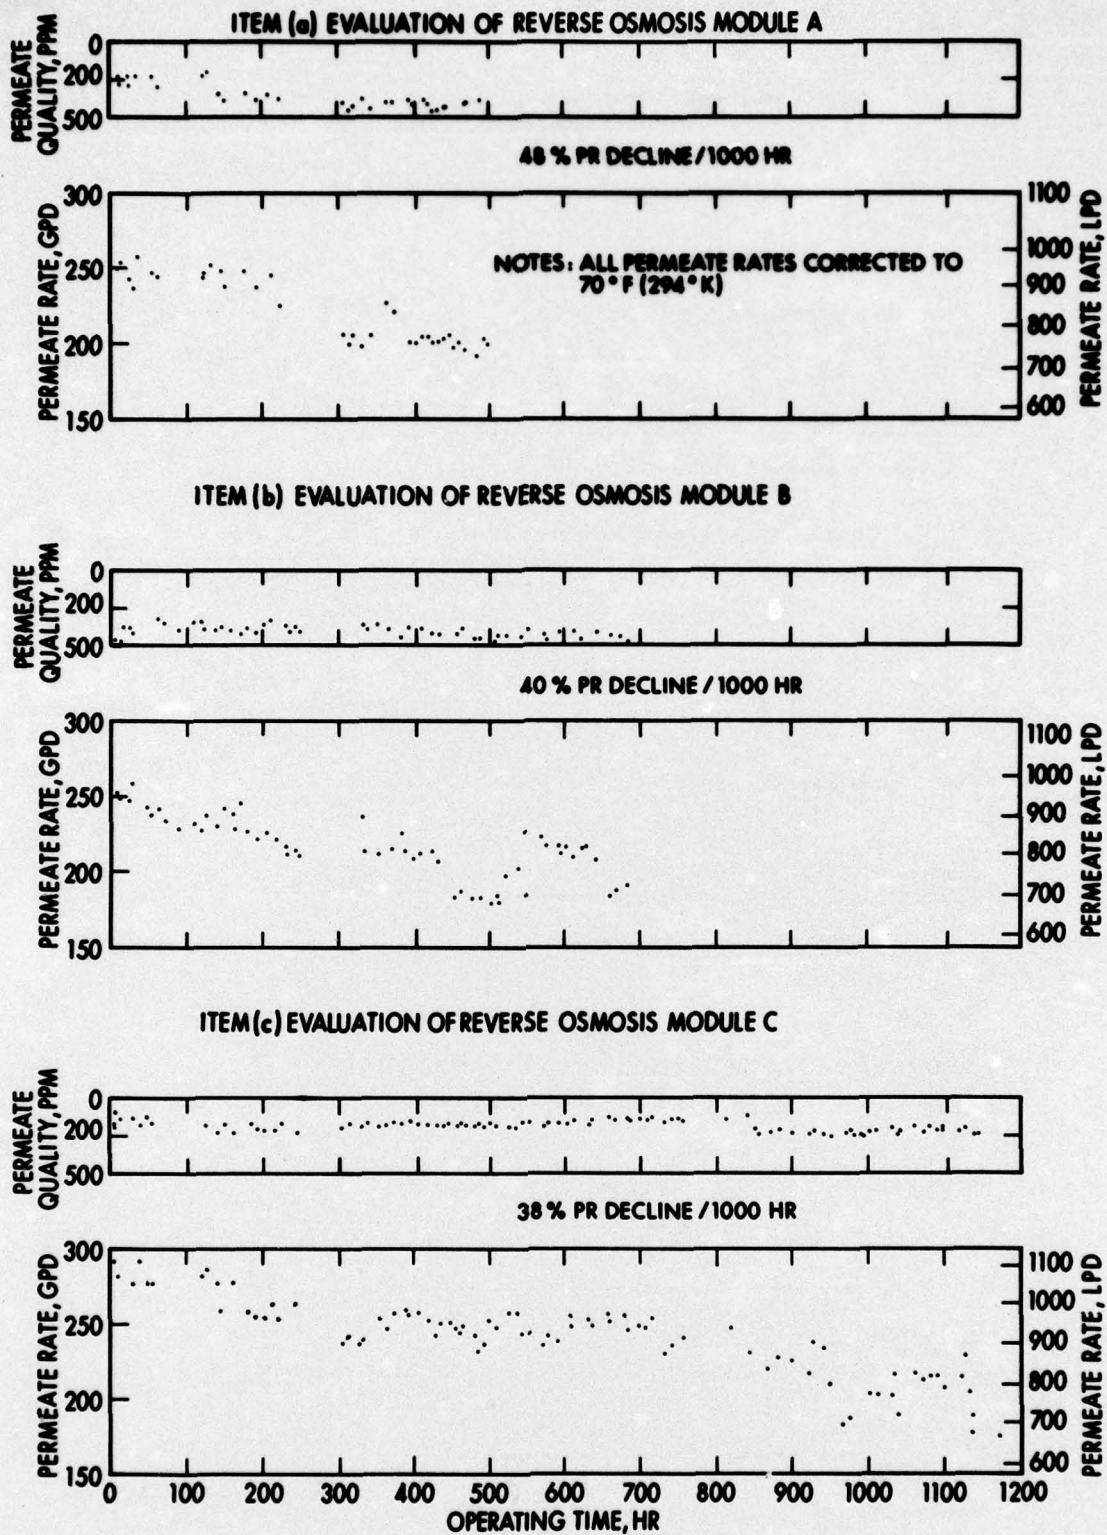 ITEM (a) EVALUATION OF REVERSE OSMOSIS MODULE A
PERMEATE
QUALITY, PPM
0
200
500
48 % PR DECLINE / 1000 HR
PERMEATE RATE, GPD
300
250
200
150
NOTES: ALL PERMEATE RATES CORRECTED TO
70° F (294° K)
1100
1000
900
800
700
600
PERMEATE RATE, LPD
ITEM (b) EVALUATION OF REVERSE OSMOSIS MODULE B
PERMEATE
QUALITY, PPM
0
200
500
40 % PR DECLINE / 1000 HR
PERMEATE RATE, GPD
300
250
200
150
1100
1000
900
800
700
600
PERMEATE RATE, LPD
ITEM (c) EVALUATION OF REVERSE OSMOSIS MODULE C
PERMEATE
QUALITY, PPM
0
200
500
38 % PR DECLINE / 1000 HR
PERMEATE RATE, GPD
300
250
200
150
1100
1000
900
800
700
600
PERMEATE RATE, LPD
0 100 200 300 400 500 600 700 800 900 1000 1100 1200
OPERATING TIME, HR